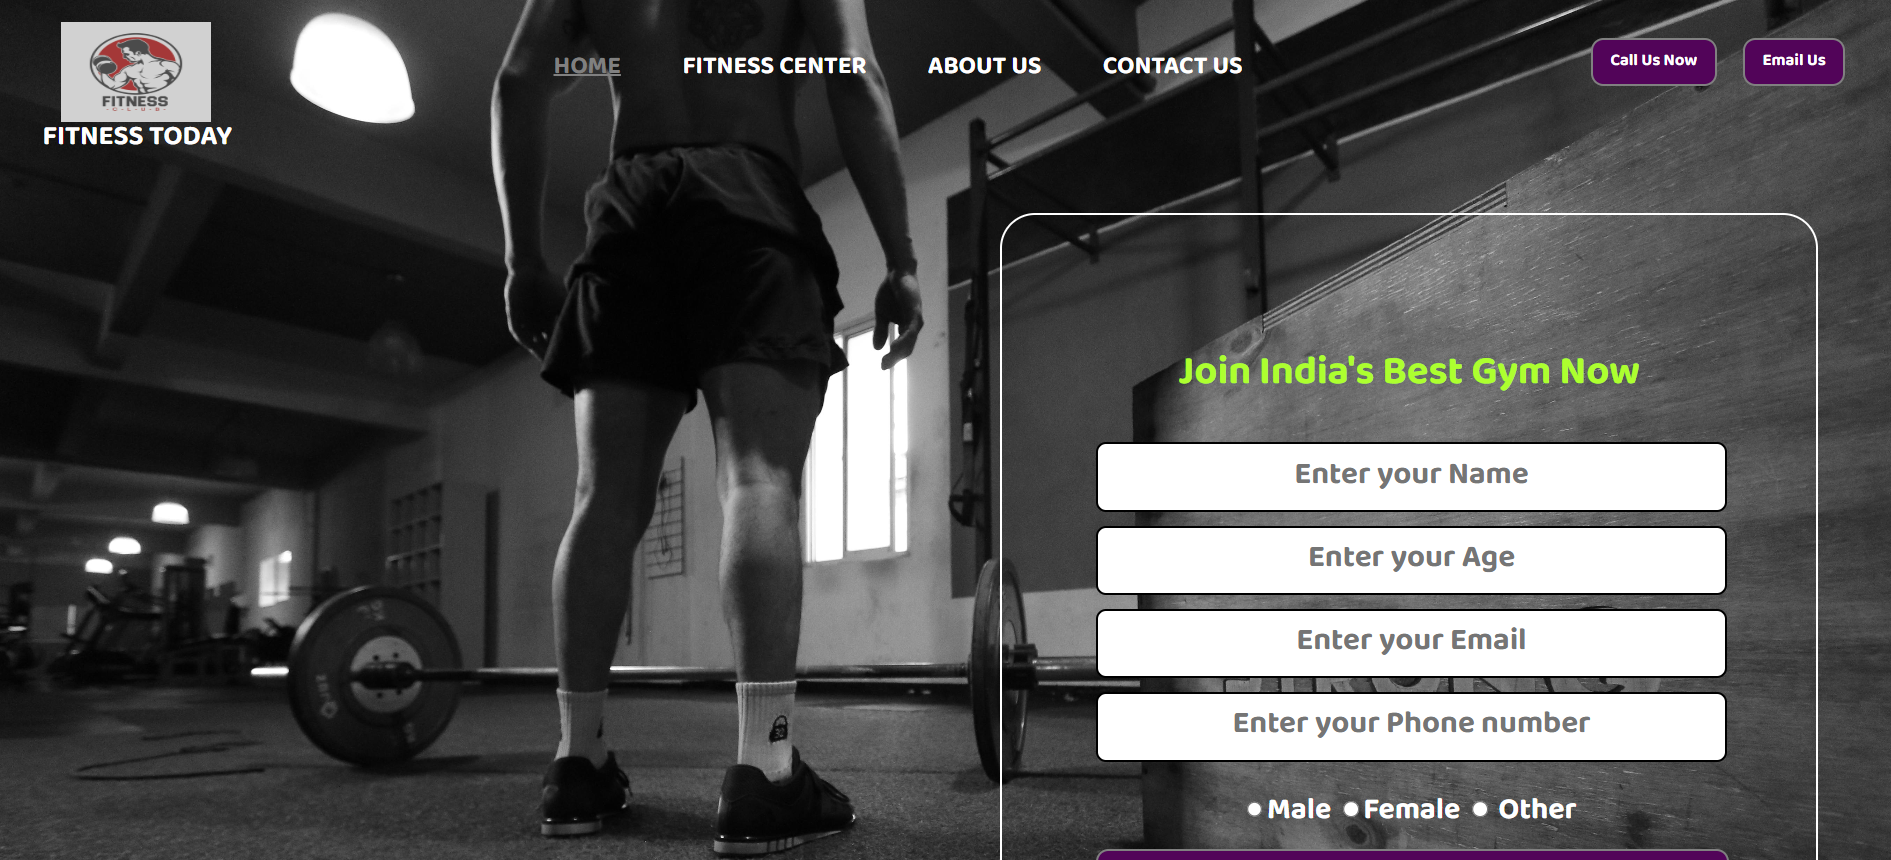 FITNESS
CLUB
FITNESS TODAY
HOME
FITNESS CENTER
ABOUT US
CONTACT US
Call Us Now
Email Us
Join India's Best Gym Now
Enter your Name
Enter your Age
Enter your Email
Enter your Phone number
Male
Female
Other